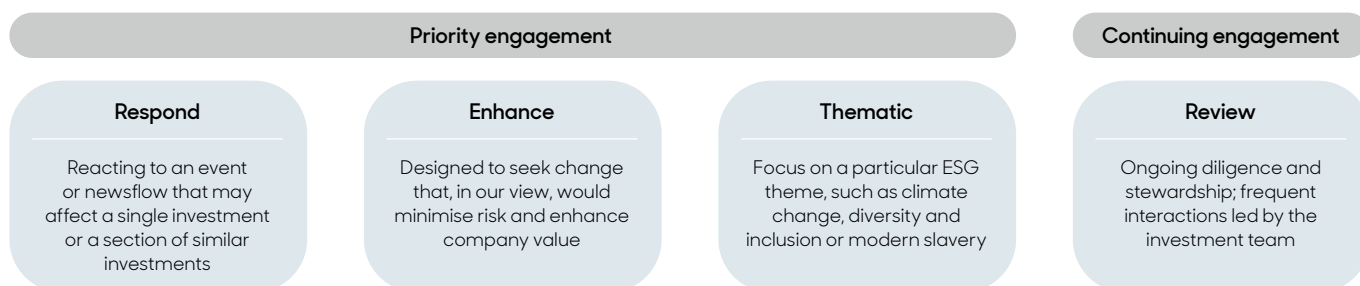 Priority engagement
Continuing engagement
Respond
Reacting to an event
or newsflow that may
affect a single investment
or a section of similar
investments
Enhance
Designed to seek change
that, in our view, would
minimise risk and enhance
company value
Thematic
Focus on a particular ESG
theme, such as climate
change, diversity and
inclusion or modern slavery
Review
Ongoing diligence and
stewardship; frequent
interactions led by the
investment team